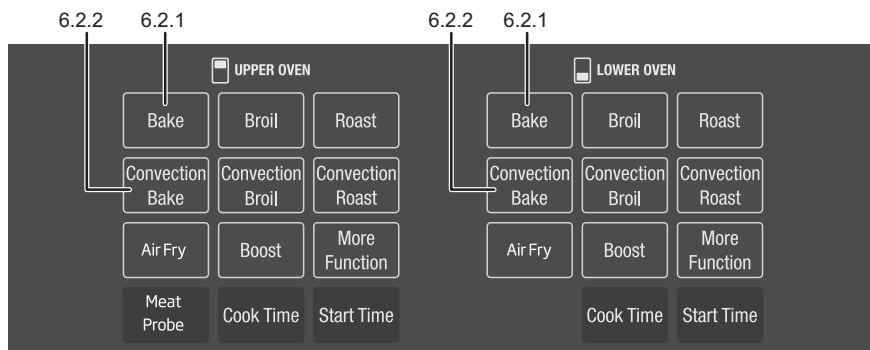 6.2.2 6.2.1 6.2.2 6.2.1
UPPER OVEN LOWER OVEN
Bake Broil Roast Bake Broil Roast
Convection Convection Convection Convection Convection Convection
Bake Broil Roast Bake Broil Roast
Air Fry Boost More Function Air Fry Boost More Function
Meat Probe Cook Time Start Time Cook Time Start Time